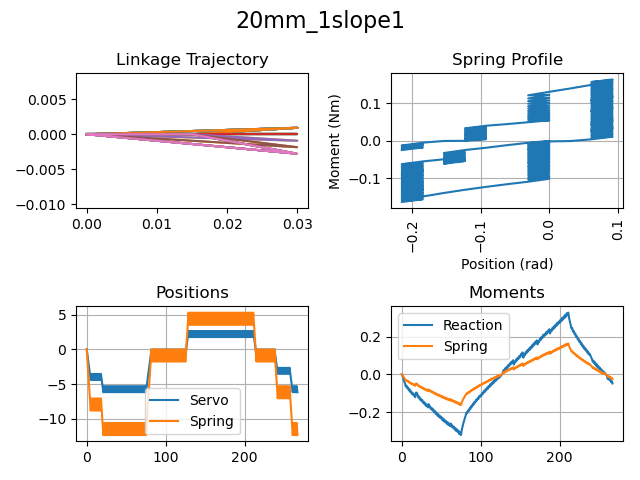 20mm_1slope1
Linkage Trajectory
0.005
0.000
−0.005
−0.010
0.00 0.01 0.02 0.03
Spring Profile
Moment (Nm)
0.1
0.0
−0.1
−0.2 −0.1 0.0 0.1
Position (rad)
Positions
5
0
−5
−10
0 100 200
Servo
Spring
Moments
0.2
0.0
−0.2
0 200
Reaction
Spring